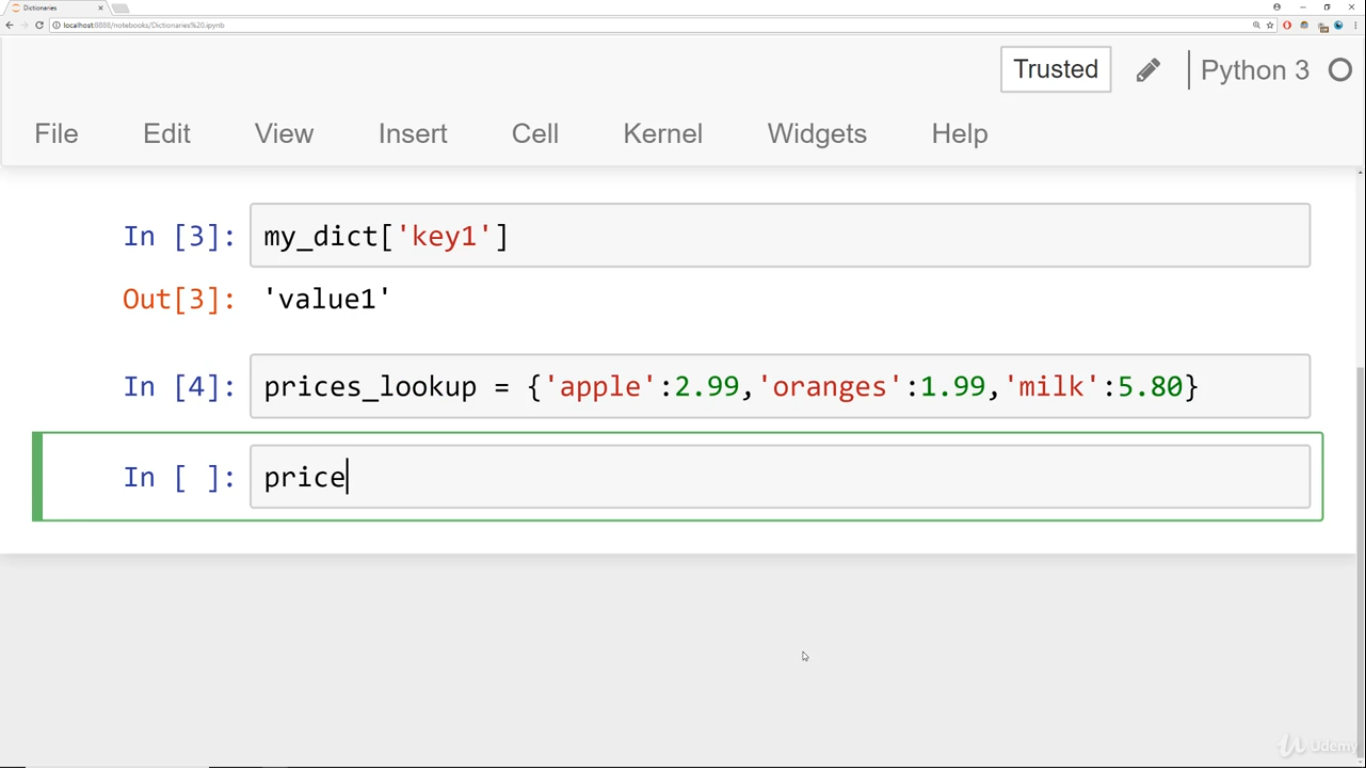 Dictionaries
localhost:8888/notebooks/Dictionaries%20.ipynb
Trusted
Python 3
File Edit View Insert Cell Kernel Widgets Help
In [3]: my_dict['key1']
Out[3]: 'value1'
In [4]: prices_lookup = {'apple':2.99,'oranges':1.99,'milk':5.80}
In [ ]: price
Udemy